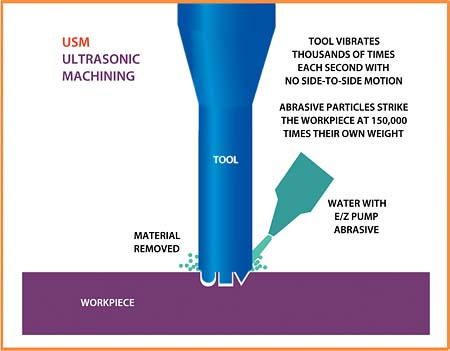 USM
ULTRASONIC
MACHINING
TOOL VIBRATES
THOUSANDS OF TIMES
EACH SECOND WITH
NO SIDE-TO-SIDE MOTION
ABRASIVE PARTICLES STRIKE
THE WORKPIECE AT 150,000
TIMES THEIR OWN WEIGHT
TOOL
WATER WITH
E/Z PUMP
ABRASIVE
MATERIAL
REMOVED
WORKPIECE